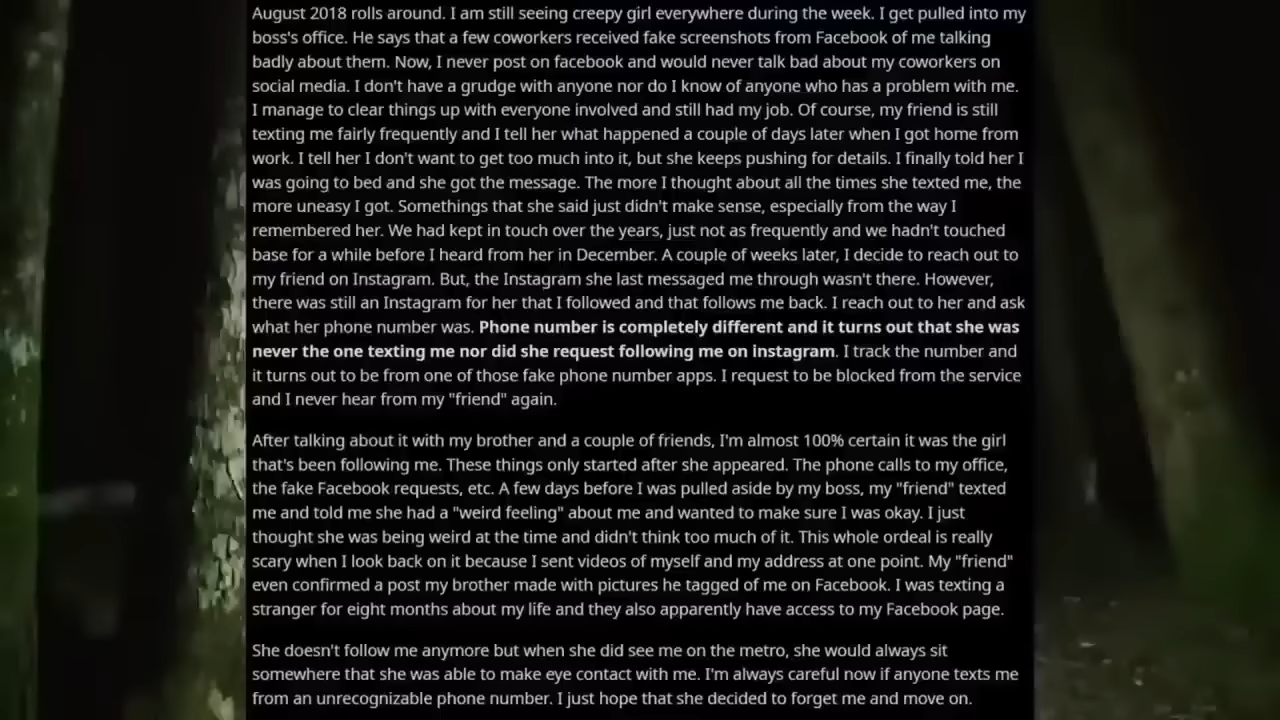 August 2018 rolls around. I am still seeing creepy girl everywhere during the week. I get pulled into my
boss's office. He says that a few coworkers received fake screenshots from Facebook of me talking
badly about them. Now, I never post on facebook and would never talk bad about my coworkers on
social media. I don't have a grudge with anyone nor do I know of anyone who has a problem with me.
I manage to clear things up with everyone involved and still had my job. Of course, my friend is still
texting me fairly frequently and I tell her what happened a couple of days later when I got home from
work. I tell her I don't want to get too much into it, but she keeps pushing for details. I finally told her I
was going to bed and she got the message. The more I thought about all the times she texted me, the
more uneasy I got. Somethings that she said just didn't make sense, especially from the way I
remembered her. We had kept in touch over the years, just not as frequently and we hadn't touched
base for a while before I heard from her in December. A couple of weeks later, I decide to reach out to
my friend on Instagram. But, the Instagram she last messaged me through wasn't there. However,
there was still an Instagram for her that I followed and that follows me back. I reach out to her and ask
what her phone number was. Phone number is completely different and it turns out that she was
never the one texting me nor did she request following me on instagram. I track the number and
it turns out to be from one of those fake phone number apps. I request to be blocked from the service
and I never hear from my "friend" again.
After talking about it with my brother and a couple of friends, I'm almost 100% certain it was the girl
that's been following me. These things only started after she appeared. The phone calls to my office,
the fake Facebook requests, etc. A few days before I was pulled aside by my boss, my "friend" texted
me and told me she had a "weird feeling" about me and wanted to make sure I was okay. I just
thought she was being weird at the time and didn't think too much of it. This whole ordeal is really
scary when I look back on it because I sent videos of myself and my address at one point. My "friend"
even confirmed a post my brother made with pictures he tagged of me on Facebook. I was texting a
stranger for eight months about my life and they also apparently have access to my Facebook page.
She doesn't follow me anymore but when she did see me on the metro, she would always sit
somewhere that she was able to make eye contact with me. I'm always careful now if anyone texts me
from an unrecognizable phone number. I just hope that she decided to forget me and move on.